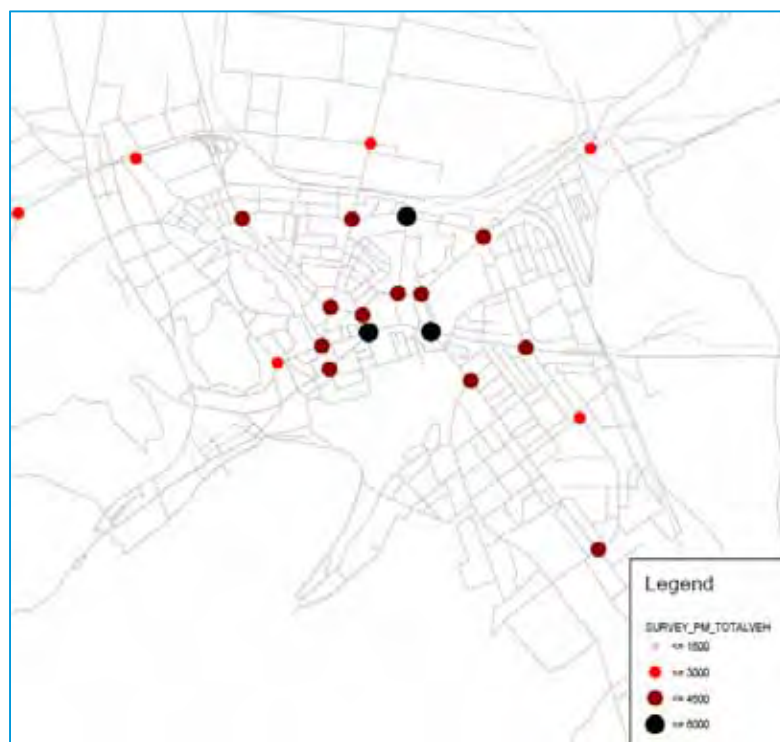 Legend
SURVEY_PM_TOTALVEH
<= 1500
<= 3000
<= 4500
<= 6000